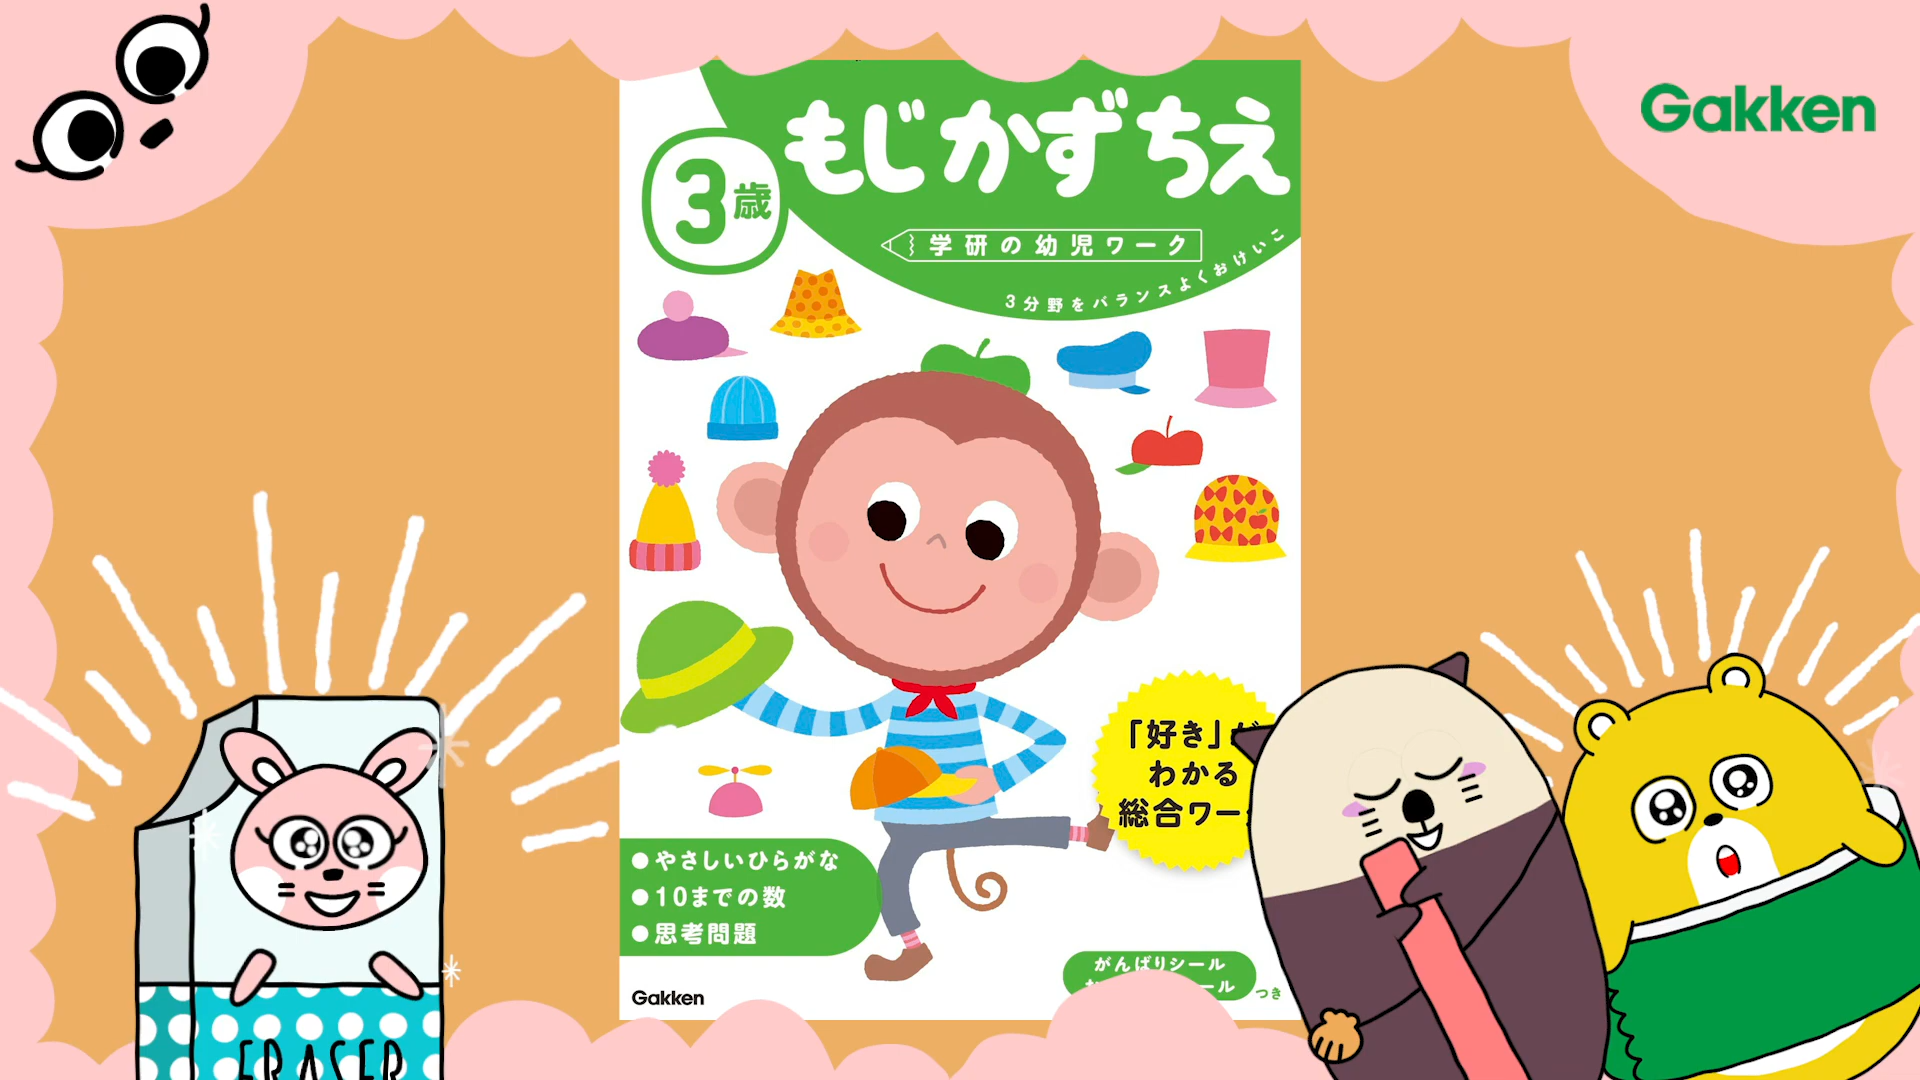 Gakken
3歳
もじかずちえ
学研の幼児ワーク
3分野をバランスよくおけいこ
「好き」が
わかる
総合ワー
やさしいひらがな
10までの数
思考問題
がんばりシール
ール
つき
Gakken
ERASER